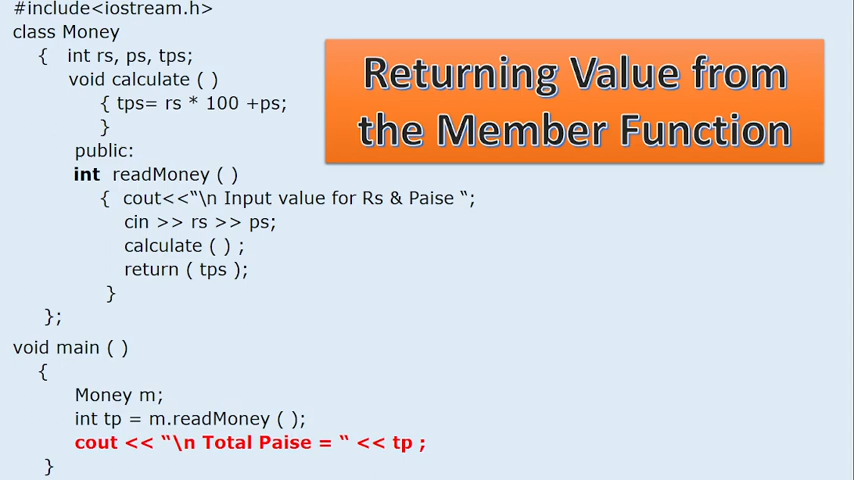 #include<iostream.h>
class Money
{ int rs, ps, tps;
void calculate ( )
{ tps= rs * 100 +ps;
}
public:
int readMoney ( )
{ cout<<“\n Input value for Rs & Paise “;
cin >> rs >> ps;
calculate ( ) ;
return ( tps );
}
};
void main ( )
{
Money m;
int tp = m.readMoney ( );
cout << “\n Total Paise = “ << tp ;
}
Returning Value from
the Member Function